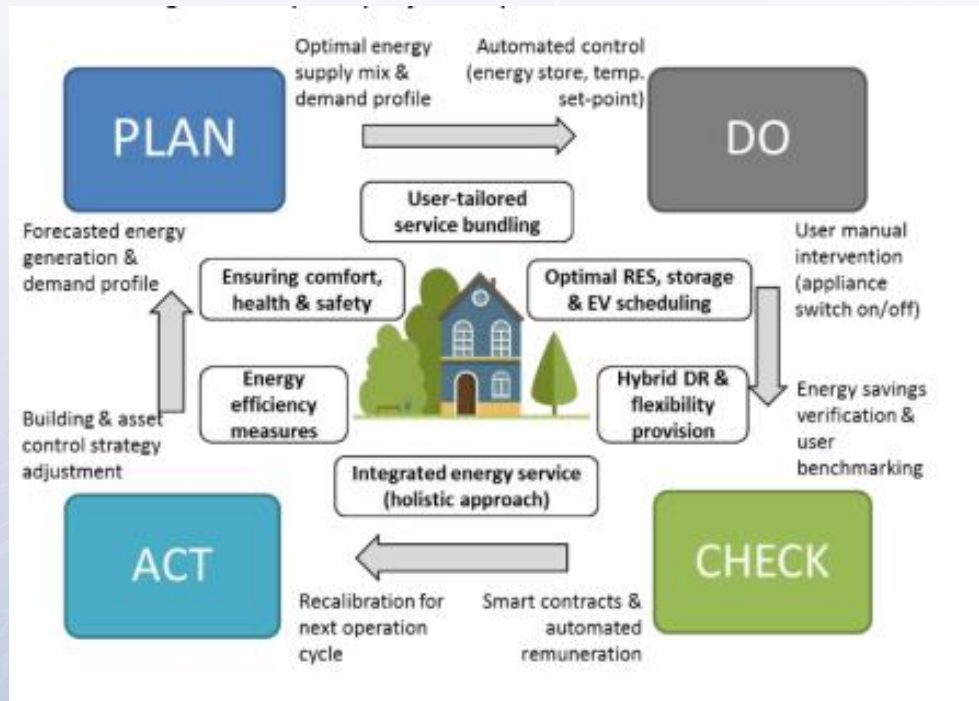 Optimal energy
supply mix &
demand profile
Automated control
(energy store, temp.
set-point)
PLAN
DO
User-tailored
service bundling
Forecasted energy
generation &
demand profile
User manual
intervention
(appliance
switch on/off)
Ensuring comfort,
health & safety
Optimal RES, storage
& EV scheduling
Energy
efficiency
measures
Hybrid DR &
flexibility
provision
Building & asset
control strategy
adjustment
Energy savings
verification &
user
benchmarking
Integrated energy service
(holistic approach)
ACT
CHECK
Recalibration for
next operation
cycle
Smart contracts &
automated
remuneration